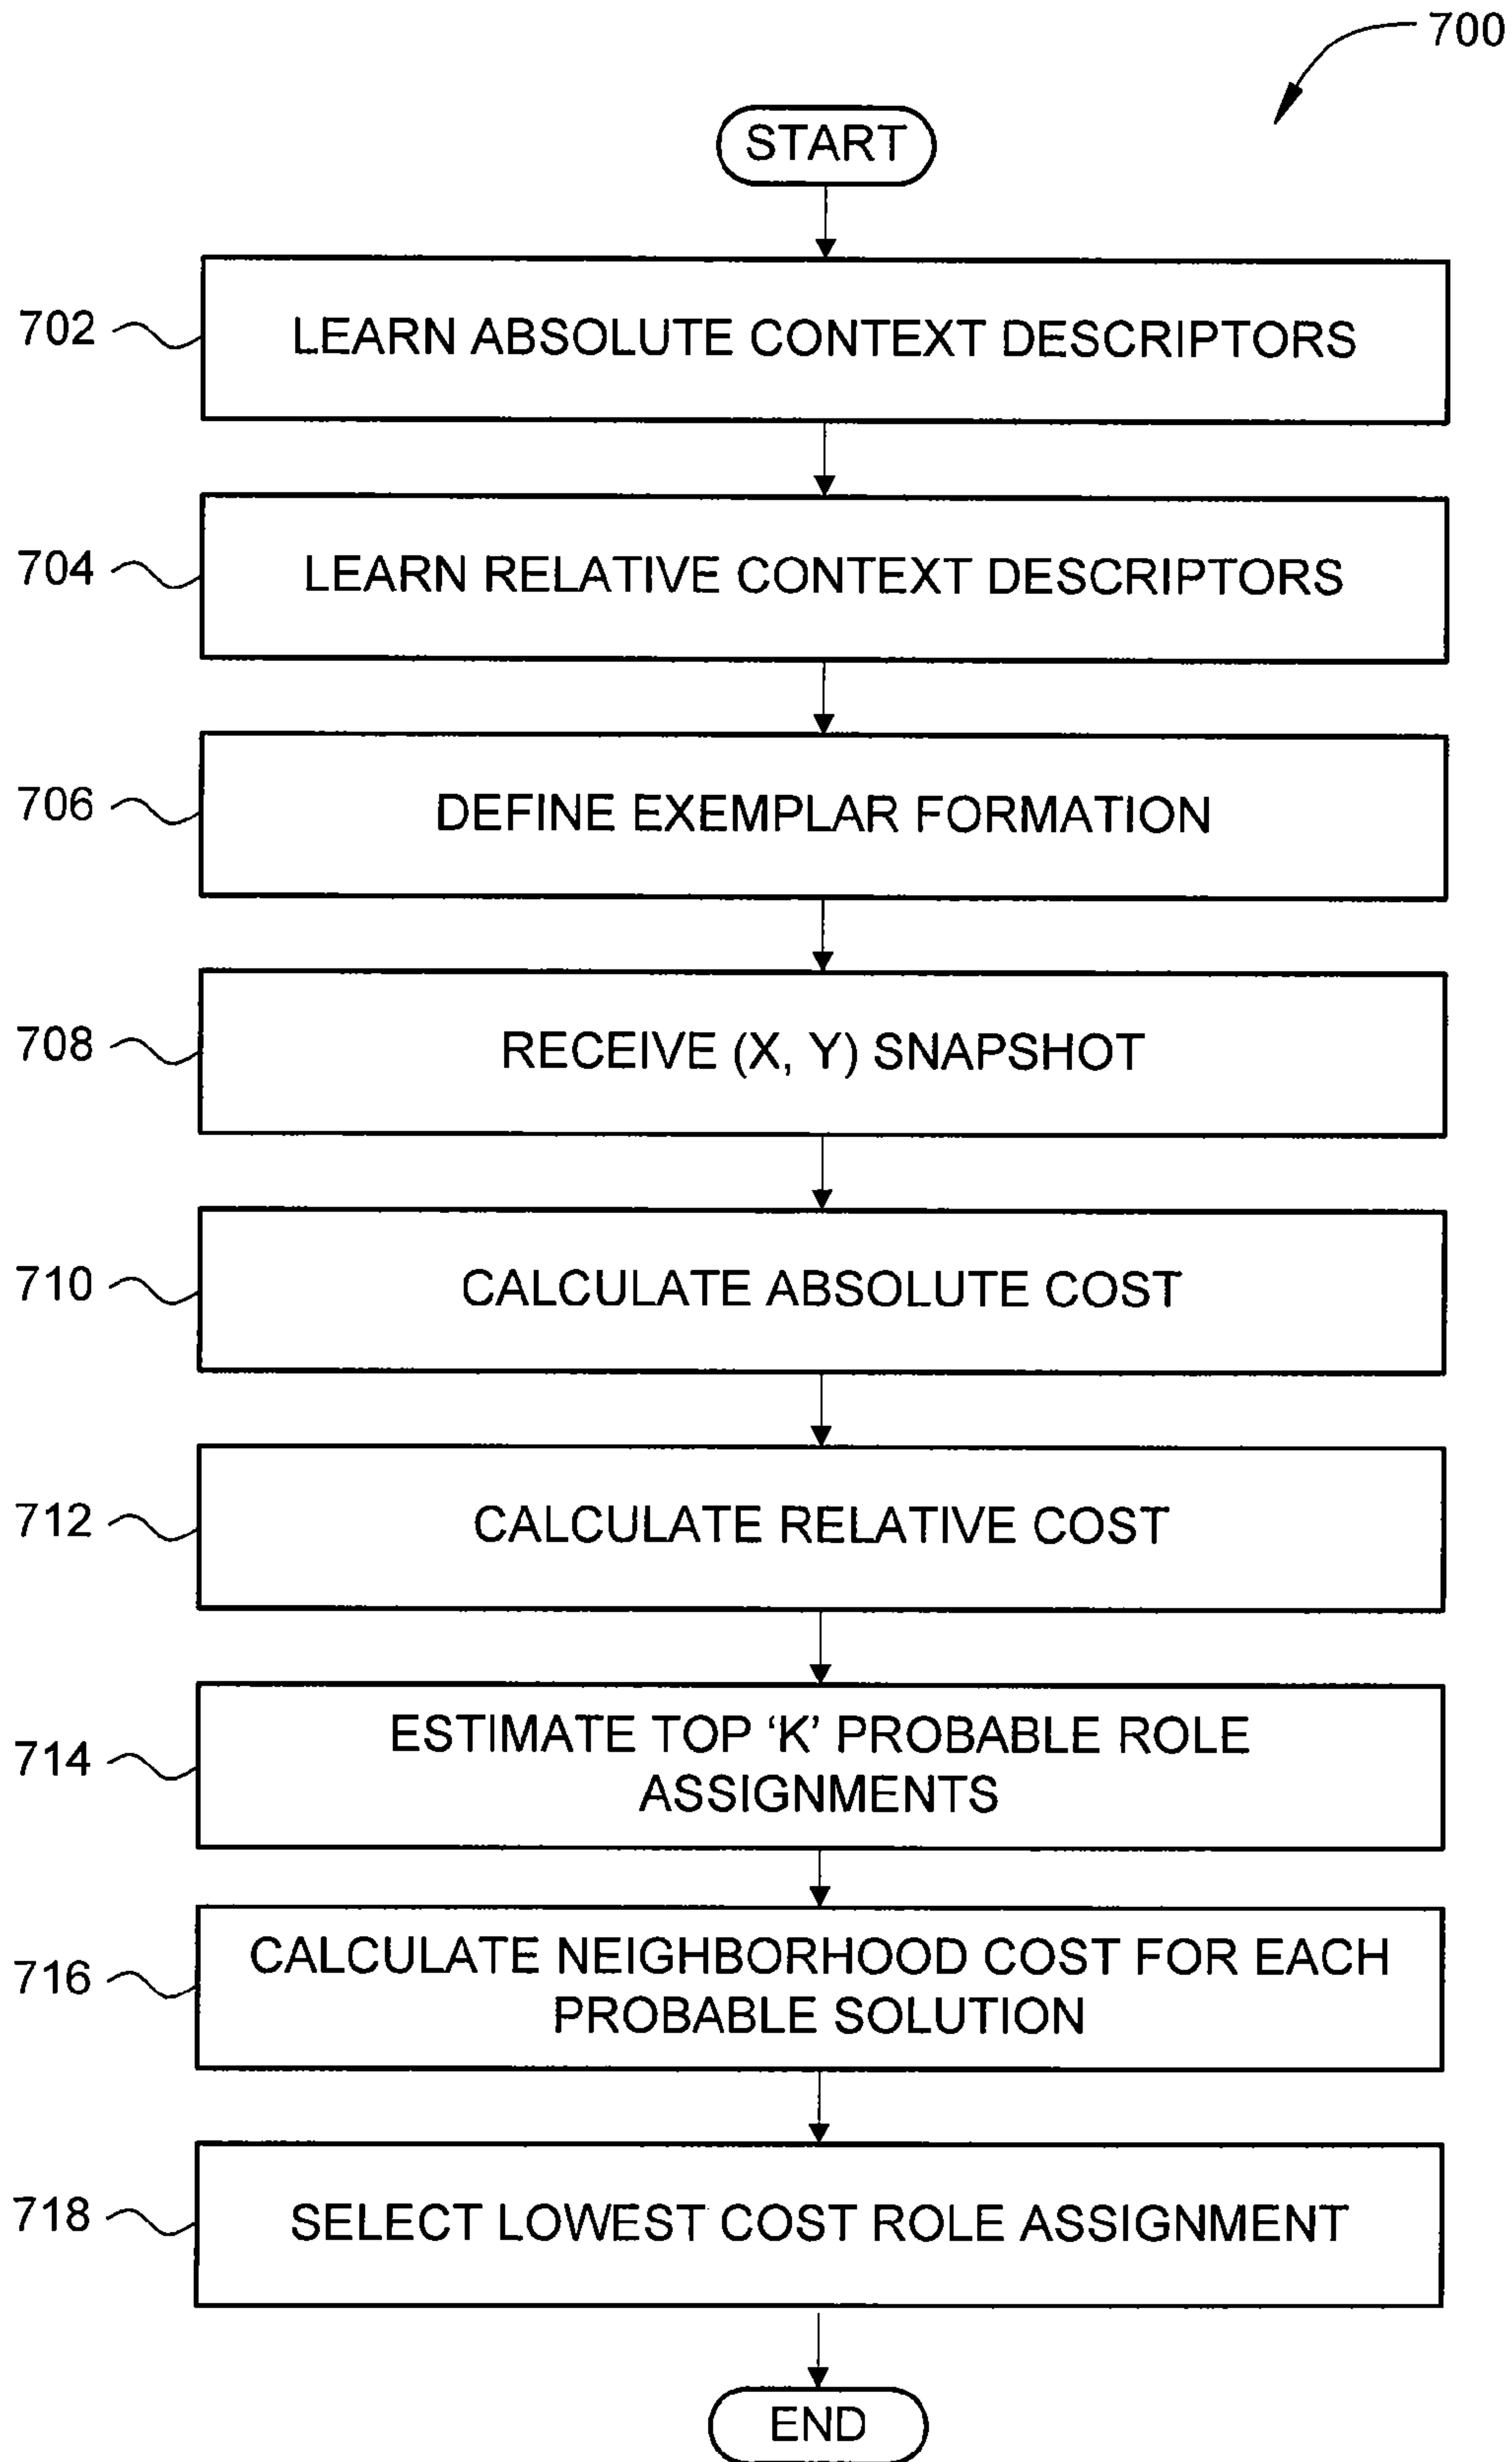 700
START
702
LEARN ABSOLUTE CONTEXT DESCRIPTORS
704
LEARN RELATIVE CONTEXT DESCRIPTORS
706
DEFINE EXEMPLAR FORMATION
708
RECEIVE (X, Y) SNAPSHOT
710
CALCULATE ABSOLUTE COST
712
CALCULATE RELATIVE COST
714
ESTIMATE TOP ‘K’ PROBABLE ROLE
ASSIGNMENTS
716
CALCULATE NEIGHBORHOOD COST FOR EACH
PROBABLE SOLUTION
718
SELECT LOWEST COST ROLE ASSIGNMENT
END